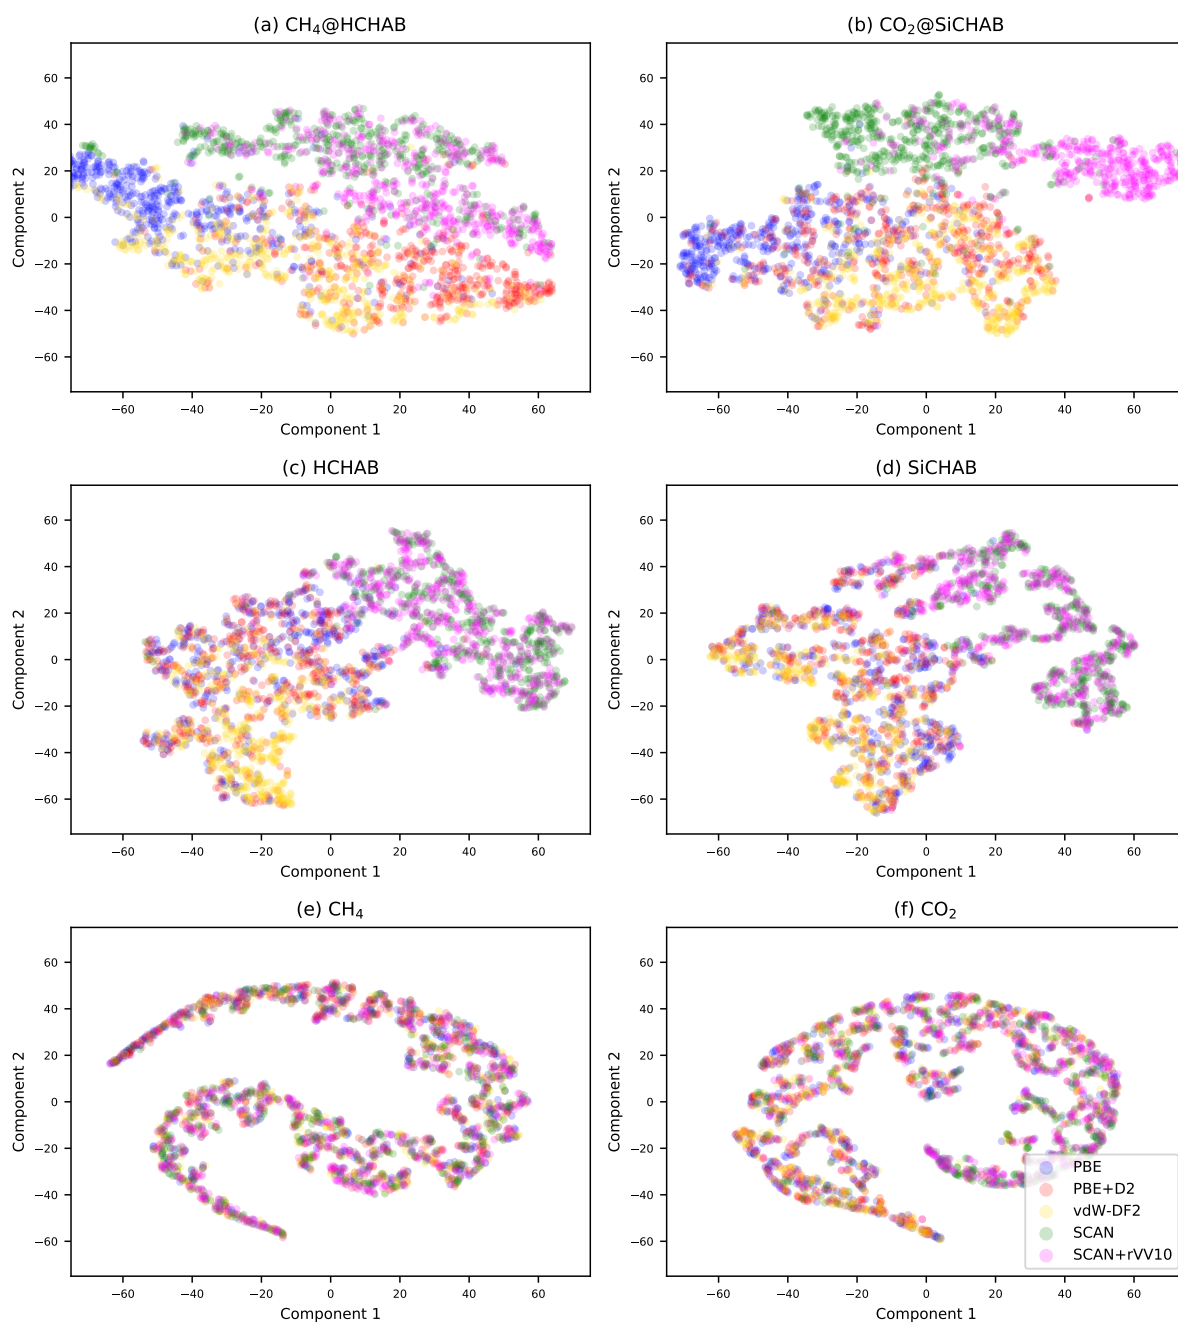 (a) CH₄@HCHAB
(b) CO₂@SiCHAB
60
40
20
0
−20
−40
−60
Component 2
−60 −40 −20 0 20 40 60
Component 1
60
40
20
0
−20
−40
−60
Component 2
−60 −40 −20 0 20 40 60
Component 1
(c) HCHAB
(d) SiCHAB
60
40
20
0
−20
−40
−60
Component 2
−60 −40 −20 0 20 40 60
Component 1
60
40
20
0
−20
−40
−60
Component 2
−60 −40 −20 0 20 40 60
Component 1
(e) CH₄
(f) CO₂
60
40
20
0
−20
−40
−60
Component 2
−60 −40 −20 0 20 40 60
Component 1
60
40
20
0
−20
−40
−60
Component 2
−60 −40 −20 0 20 40 60
Component 1
PBE
PBE+D2
vdW-DF2
SCAN
SCAN+rVV10